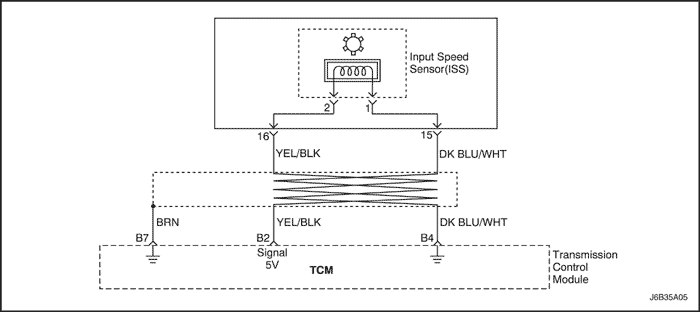 Input Speed
Sensor(ISS)
2 1
16 15
YEL/BLK DK BLU/WHT
BRN YEL/BLK DK BLU/WHT
B7 B2 B4
Signal
5V
TCM
Transmission
Control
Module
J6B35A05